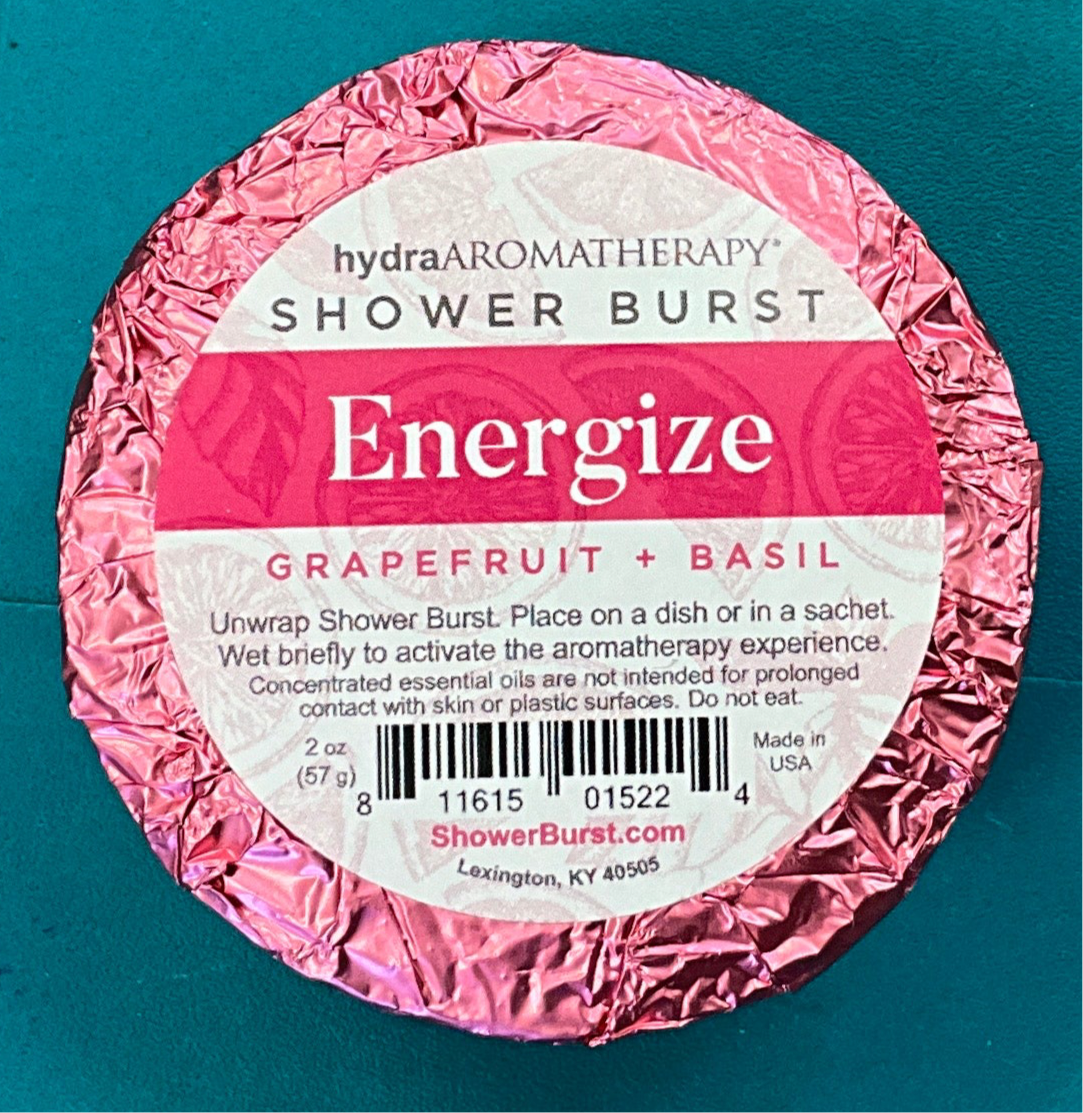 hydraAROMATHERAPY®
SHOWER BURST
Energize
GRAPEFRUIT + BASIL
Unwrap Shower Burst. Place on a dish or in a sachet.
Wet briefly to activate the aromatherapy experience.
Concentrated essential oils are not intended for prolonged
contact with skin or plastic surfaces. Do not eat.
2 oz
(57 g)
8 11615 01522 4
Made in
USA
ShowerBurst.com
Lexington, KY 40505